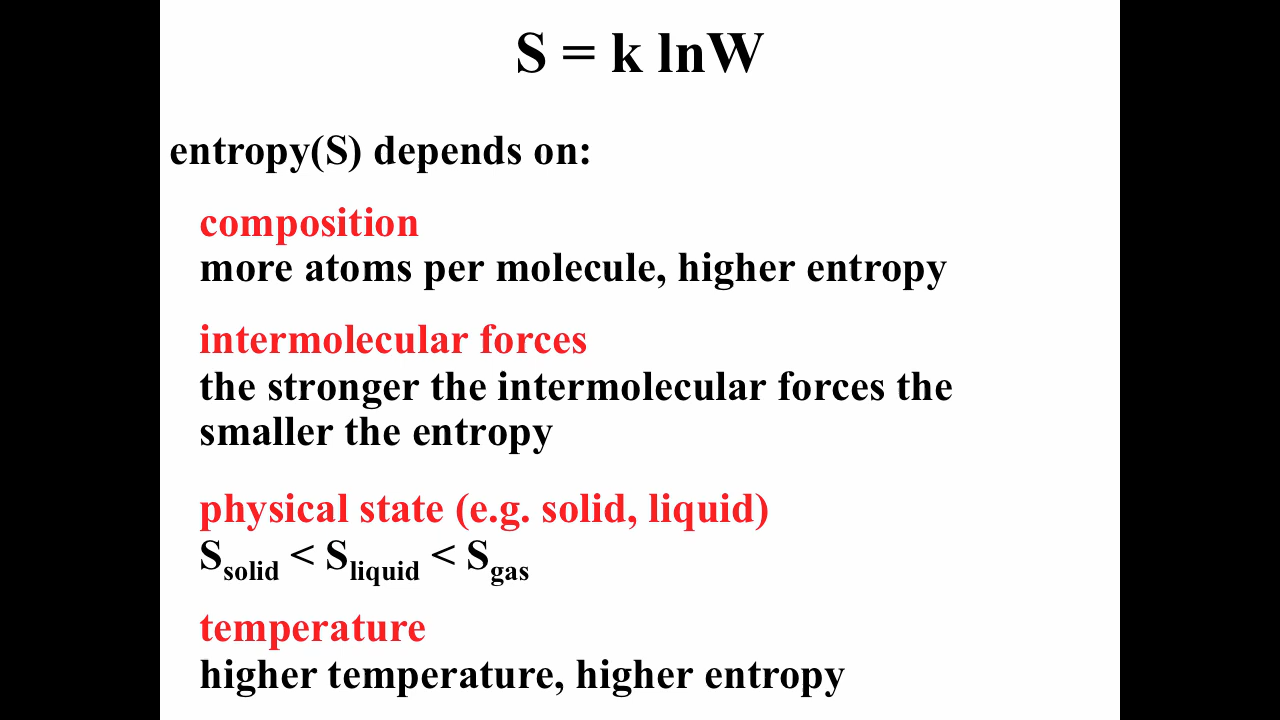 S = k lnW
entropy(S) depends on:
composition
more atoms per molecule, higher entropy
intermolecular forces
the stronger the intermolecular forces the
smaller the entropy
physical state (e.g. solid, liquid)
Ssolid < Sliquid < Sgas
temperature
higher temperature, higher entropy